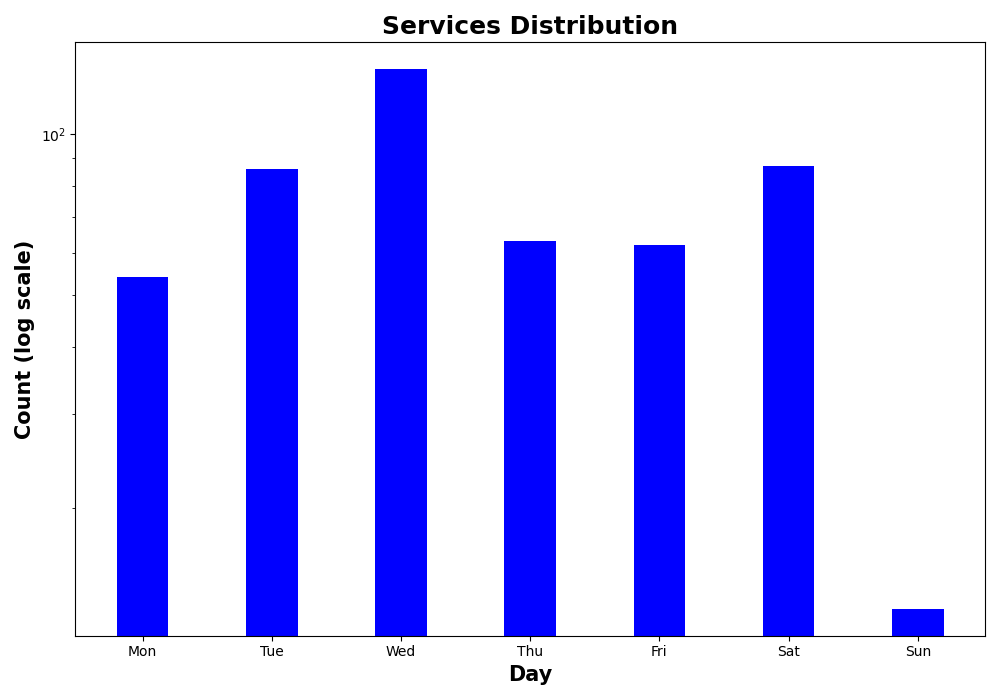 Services Distribution
10²
Count (log scale)
Mon Tue Wed Thu Fri Sat Sun
Day